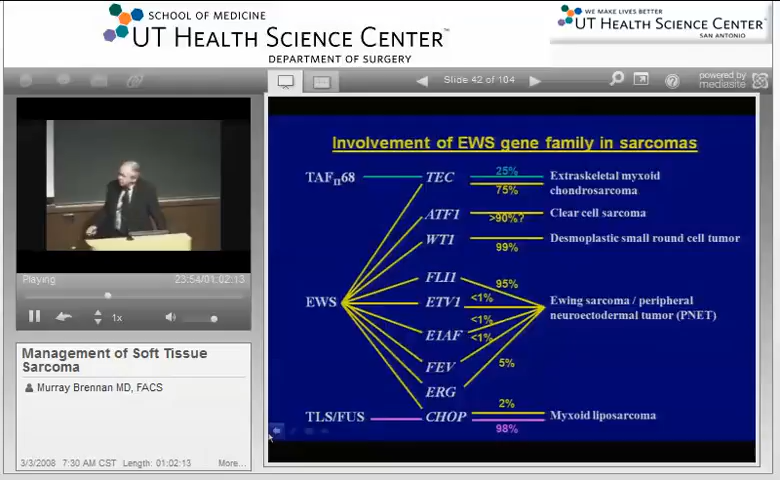 SCHOOL OF MEDICINE
UT HEALTH SCIENCE CENTER™
DEPARTMENT OF SURGERY
WE MAKE LIVES BETTER
UT HEALTH SCIENCE CENTER™
SAN ANTONIO
Slide 42 of 104
powered by
mediasite
Playing
23:54/01:02:13
1x
Management of Soft Tissue
Sarcoma
Murray Brennan MD, FACS
3/3/2008 7:30 AM CST Length: 01:02:13 More...
Involvement of EWS gene family in sarcomas
TAFII68 TEC 25% Extraskeletal myxoid
75% chondrosarcoma
ATF1 >90%? Clear cell sarcoma
WT1 99% Desmoplastic small round cell tumor
FLI1 95%
EWS ETV1 <1% Ewing sarcoma / peripheral
neuroectodermal tumor (PNET)
<1%
E1AF <1%
FEV 5%
ERG
2%
TLS/FUS CHOP Myxoid liposarcoma
98%